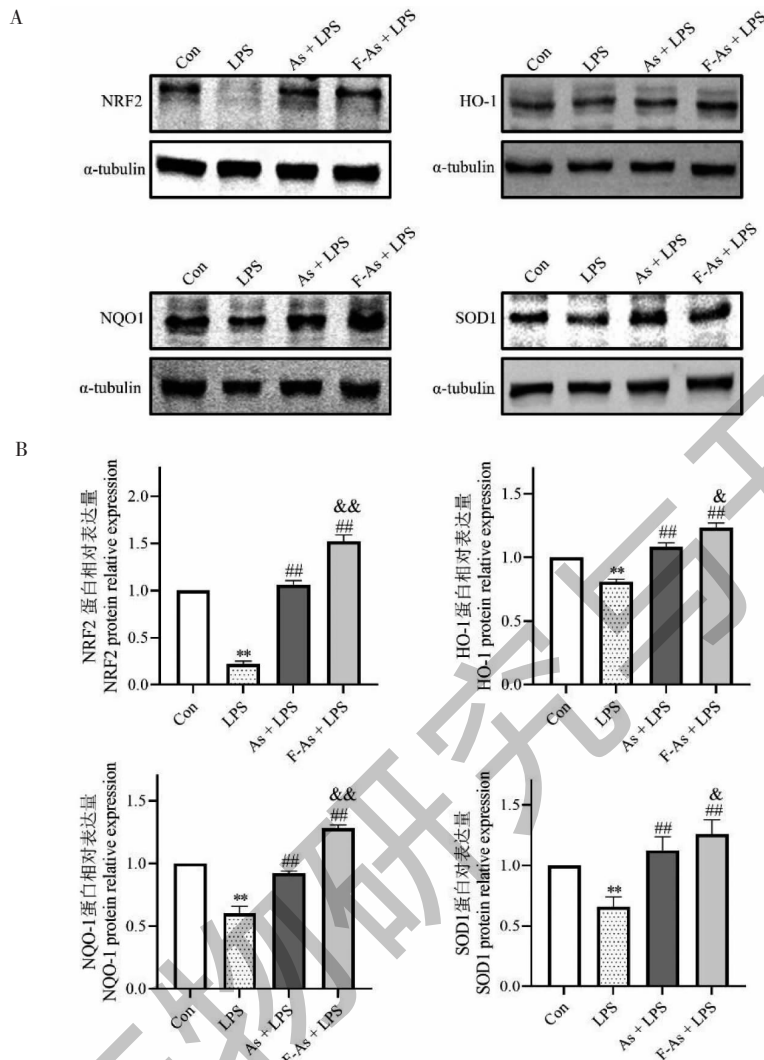 A
Con LPS As + LPS F-As + LPS
NRF2
α-tubulin
Con LPS As + LPS F-As + LPS
HO-1
α-tubulin
Con LPS As + LPS F-As + LPS
NQO1
α-tubulin
Con LPS As + LPS F-As + LPS
SOD1
α-tubulin
B
NRF2 蛋白相对表达量
NRF2 protein relative expression
2.0
1.5
1.0
0.5
0.0
**
##
&&
##
Con LPS As + LPS F-As + LPS
HO-1蛋白相对表达量
HO-1 protein relative expression
1.5
1.0
0.5
0.0
**
##
&
##
Con LPS As + LPS F-As + LPS
NQO-1蛋白相对表达量
NQO-1 protein relative expression
1.5
1.0
0.5
0.0
**
##
&&
##
Con LPS As + LPS F-As + LPS
SOD1蛋白对表达量
SOD1 protein relative expression
1.5
1.0
0.5
0.0
**
##
&
##
Con LPS As + LPS F-As + LPS
物研究与